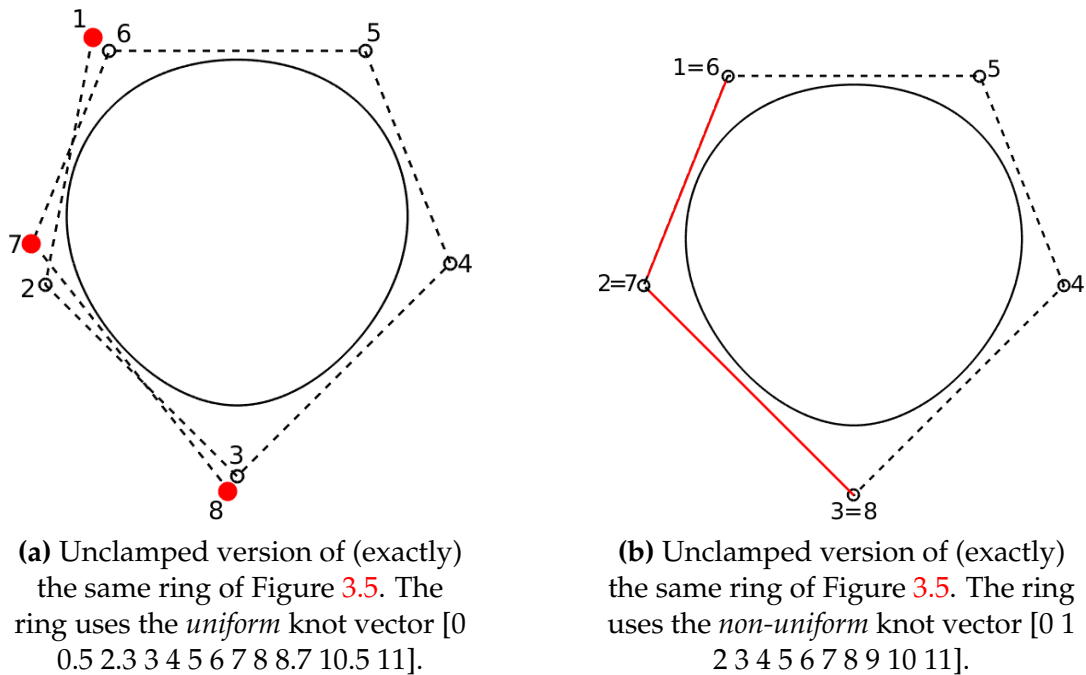 1
6
5
7
2
4
3
8
(a) Unclamped version of (exactly)
the same ring of Figure 3.5. The
ring uses the uniform knot vector [0
0.5 2.3 3 4 5 6 7 8 8.7 10.5 11].
1=6
5
2=7
4
3=8
(b) Unclamped version of (exactly)
the same ring of Figure 3.5. The ring
uses the non-uniform knot vector [0 1
2 3 4 5 6 7 8 9 10 11].